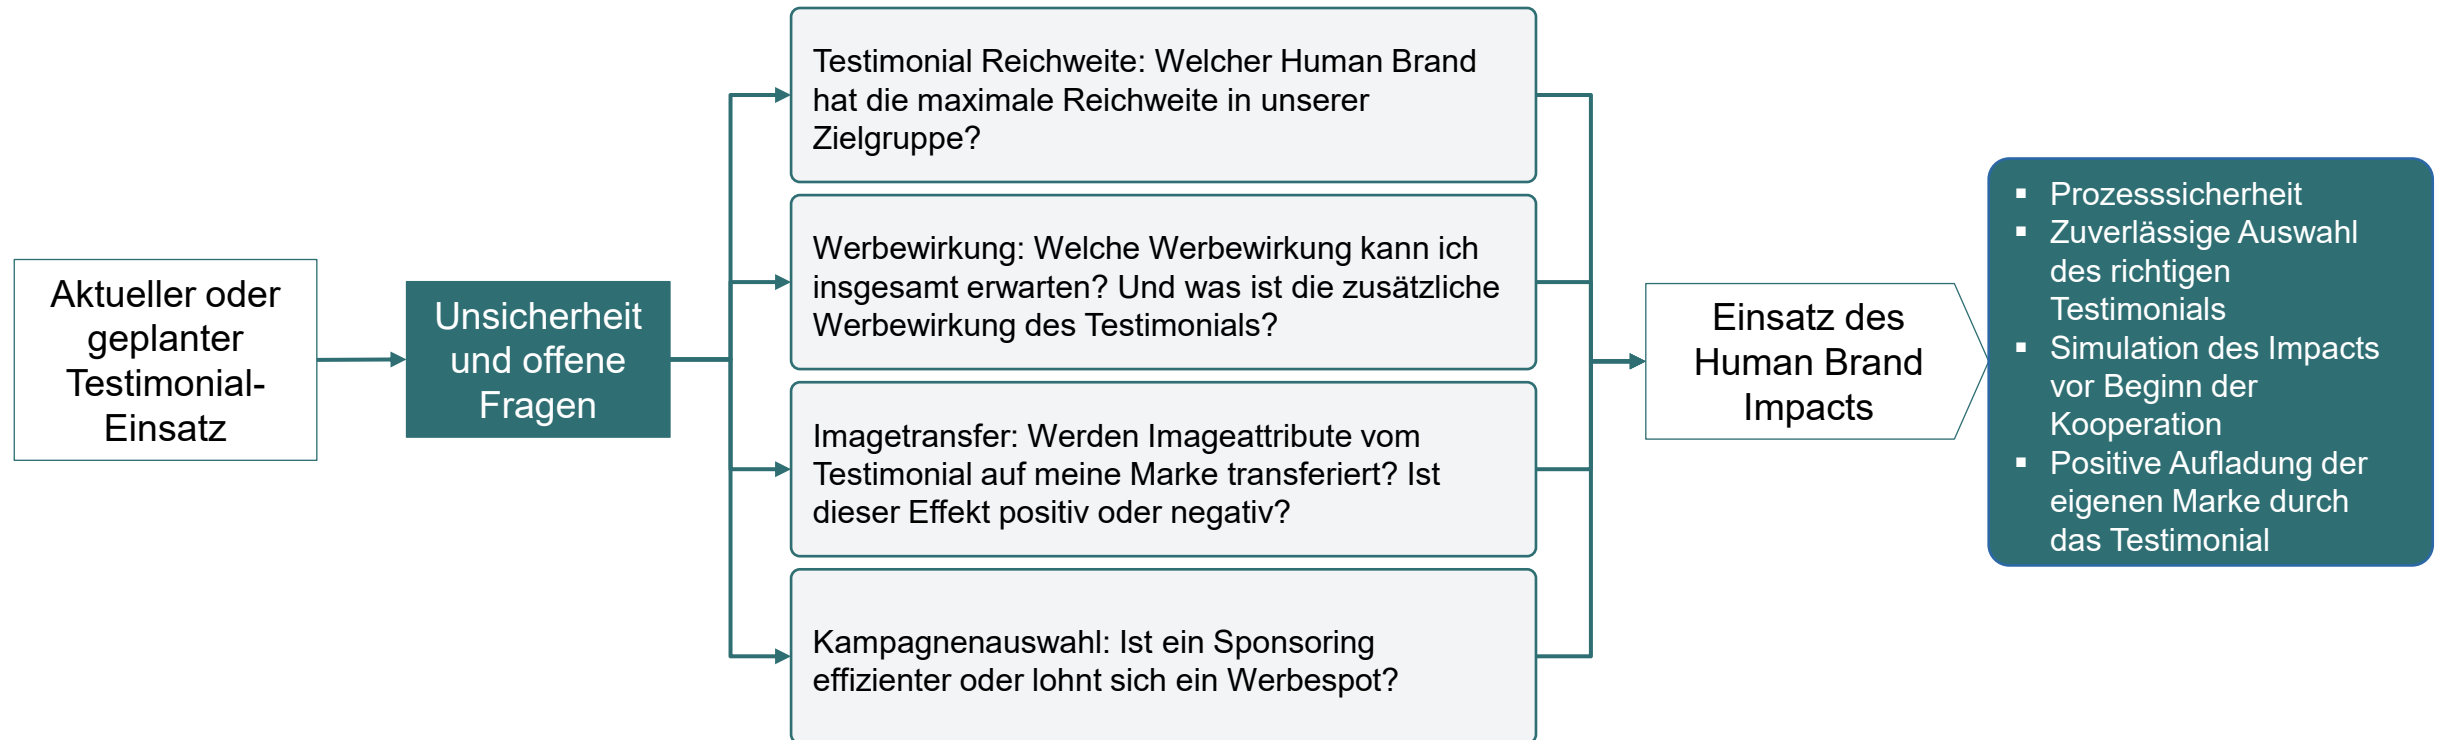 Aktueller oder
geplanter
Testimonial-
Einsatz
Unsicherheit
und offene
Fragen
Testimonial Reichweite: Welcher Human Brand
hat die maximale Reichweite in unserer
Zielgruppe?
Werbewirkung: Welche Werbewirkung kann ich
insgesamt erwarten? Und was ist die zusätzliche
Werbewirkung des Testimonials?
Imagetransfer: Werden Imageattribute vom
Testimonial auf meine Marke transferiert? Ist
dieser Effekt positiv oder negativ?
Kampagnenauswahl: Ist ein Sponsoring
effizienter oder lohnt sich ein Werbespot?
Einsatz des
Human Brand
Impacts
▪ Prozesssicherheit
▪ Zuverlässige Auswahl
des richtigen
Testimonials
▪ Simulation des Impacts
vor Beginn der
Kooperation
▪ Positive Aufladung der
eigenen Marke durch
das Testimonial